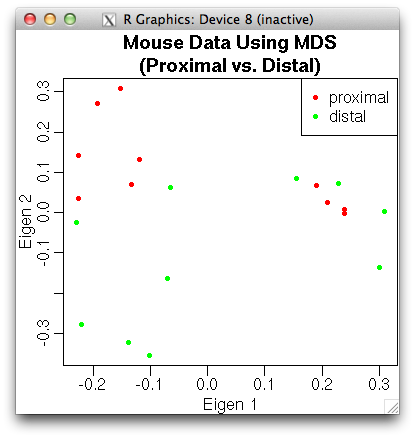 R Graphics: Device 8 (inactive)
Mouse Data Using MDS
(Proximal vs. Distal)
proximal
distal
0.3
0.2
0.1
0.0
-0.1
-0.3
Eigen 2
-0.2
-0.1
0.0
0.1
0.2
0.3
Eigen 1